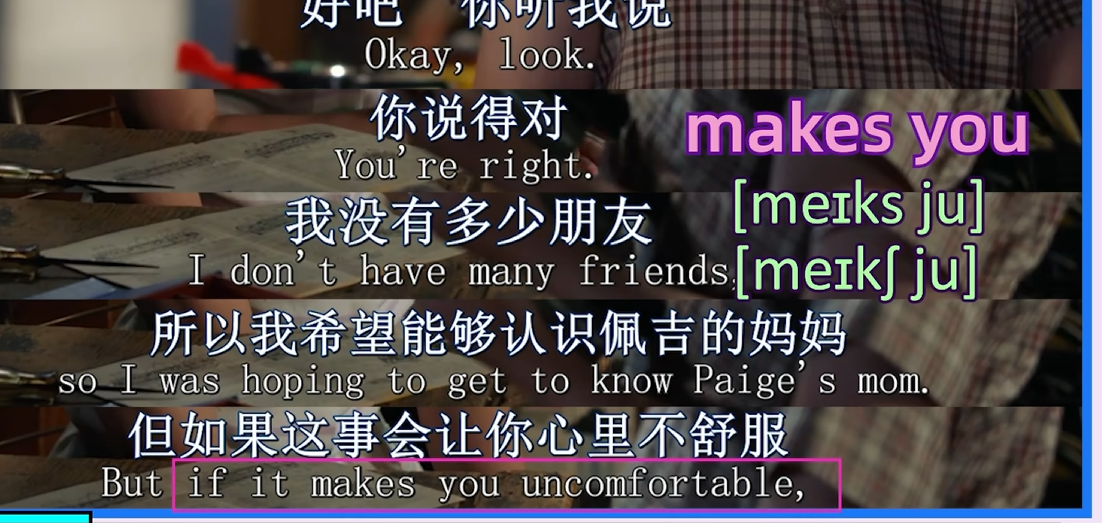 好吧 你听我说
Okay, look.
你说得对
You're right.
makes you
[meɪks ju]
[meɪkʃ ju]
我没有多少朋友
I don't have many friends,
所以我希望能够认识佩吉的妈妈
so I was hoping to get to know Paige's mom.
但如果这事会让你心里不舒服
But if it makes you uncomfortable,